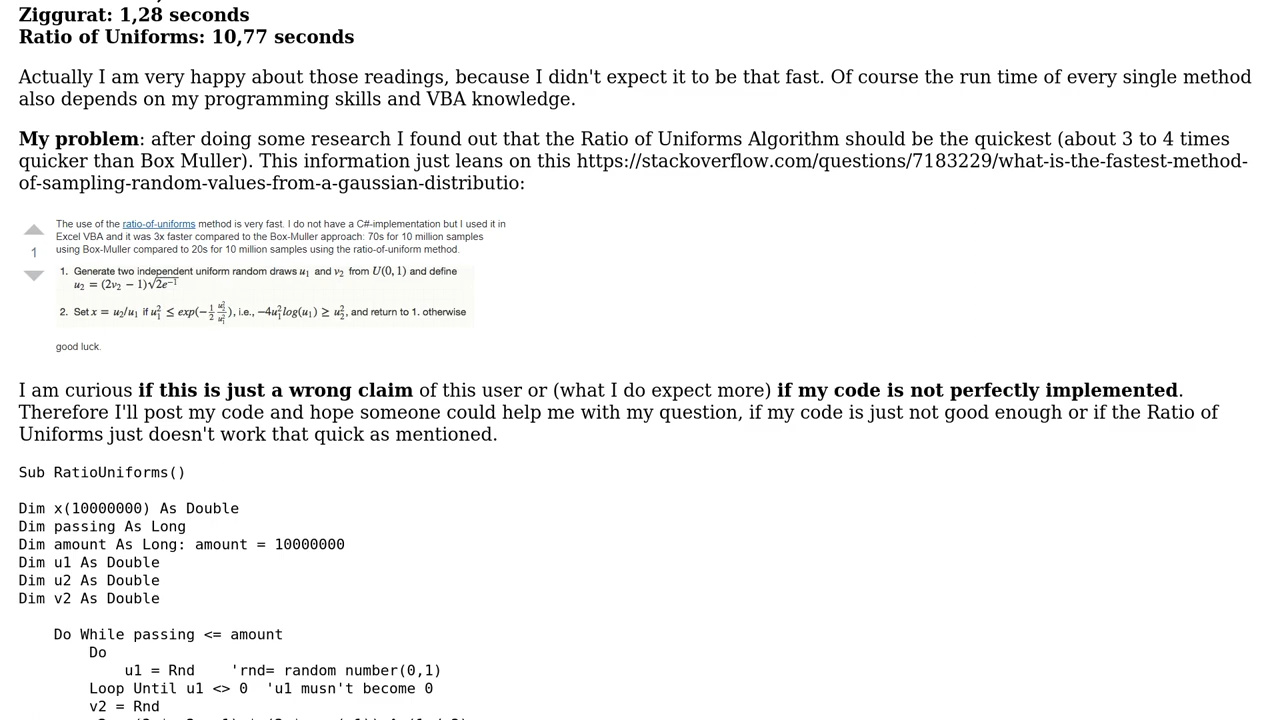 Ziggurat: 1,28 seconds
Ratio of Uniforms: 10,77 seconds
Actually I am very happy about those readings, because I didn't expect it to be that fast. Of course the run time of every single method
also depends on my programming skills and VBA knowledge.
My problem: after doing some research I found out that the Ratio of Uniforms Algorithm should be the quickest (about 3 to 4 times
quicker than Box Muller). This information just leans on this https://stackoverflow.com/questions/7183229/what-is-the-fastest-method-
of-sampling-random-values-from-a-gaussian-distributio:
The use of the ratio-of-uniforms method is very fast. I do not have a C#-implementation but I used it in
Excel VBA and it was 3x faster compared to the Box-Muller approach: 70s for 10 million samples
1 using Box-Muller compared to 20s for 10 million samples using the ratio-of-uniform method.
1. Generate two independent uniform random draws u₁ and v₂ from U(0, 1) and define
u₂ = (2v₂ − 1)√2e⁻¹
2. Set x = u₂/u₁ if u₁² ≤ exp(−½ u₂²/u₁²), i.e., −4u₁²log(u₁) ≥ u₂², and return to 1. otherwise
good luck.
I am curious if this is just a wrong claim of this user or (what I do expect more) if my code is not perfectly implemented.
Therefore I'll post my code and hope someone could help me with my question, if my code is just not good enough or if the Ratio of
Uniforms just doesn't work that quick as mentioned.
Sub RatioUniforms()
Dim x(10000000) As Double
Dim passing As Long
Dim amount As Long: amount = 10000000
Dim u1 As Double
Dim u2 As Double
Dim v2 As Double
Do While passing <= amount
Do
u1 = Rnd    'rnd= random number(0,1)
Loop Until u1 <> 0  'u1 musn't become 0
v2 = Rnd